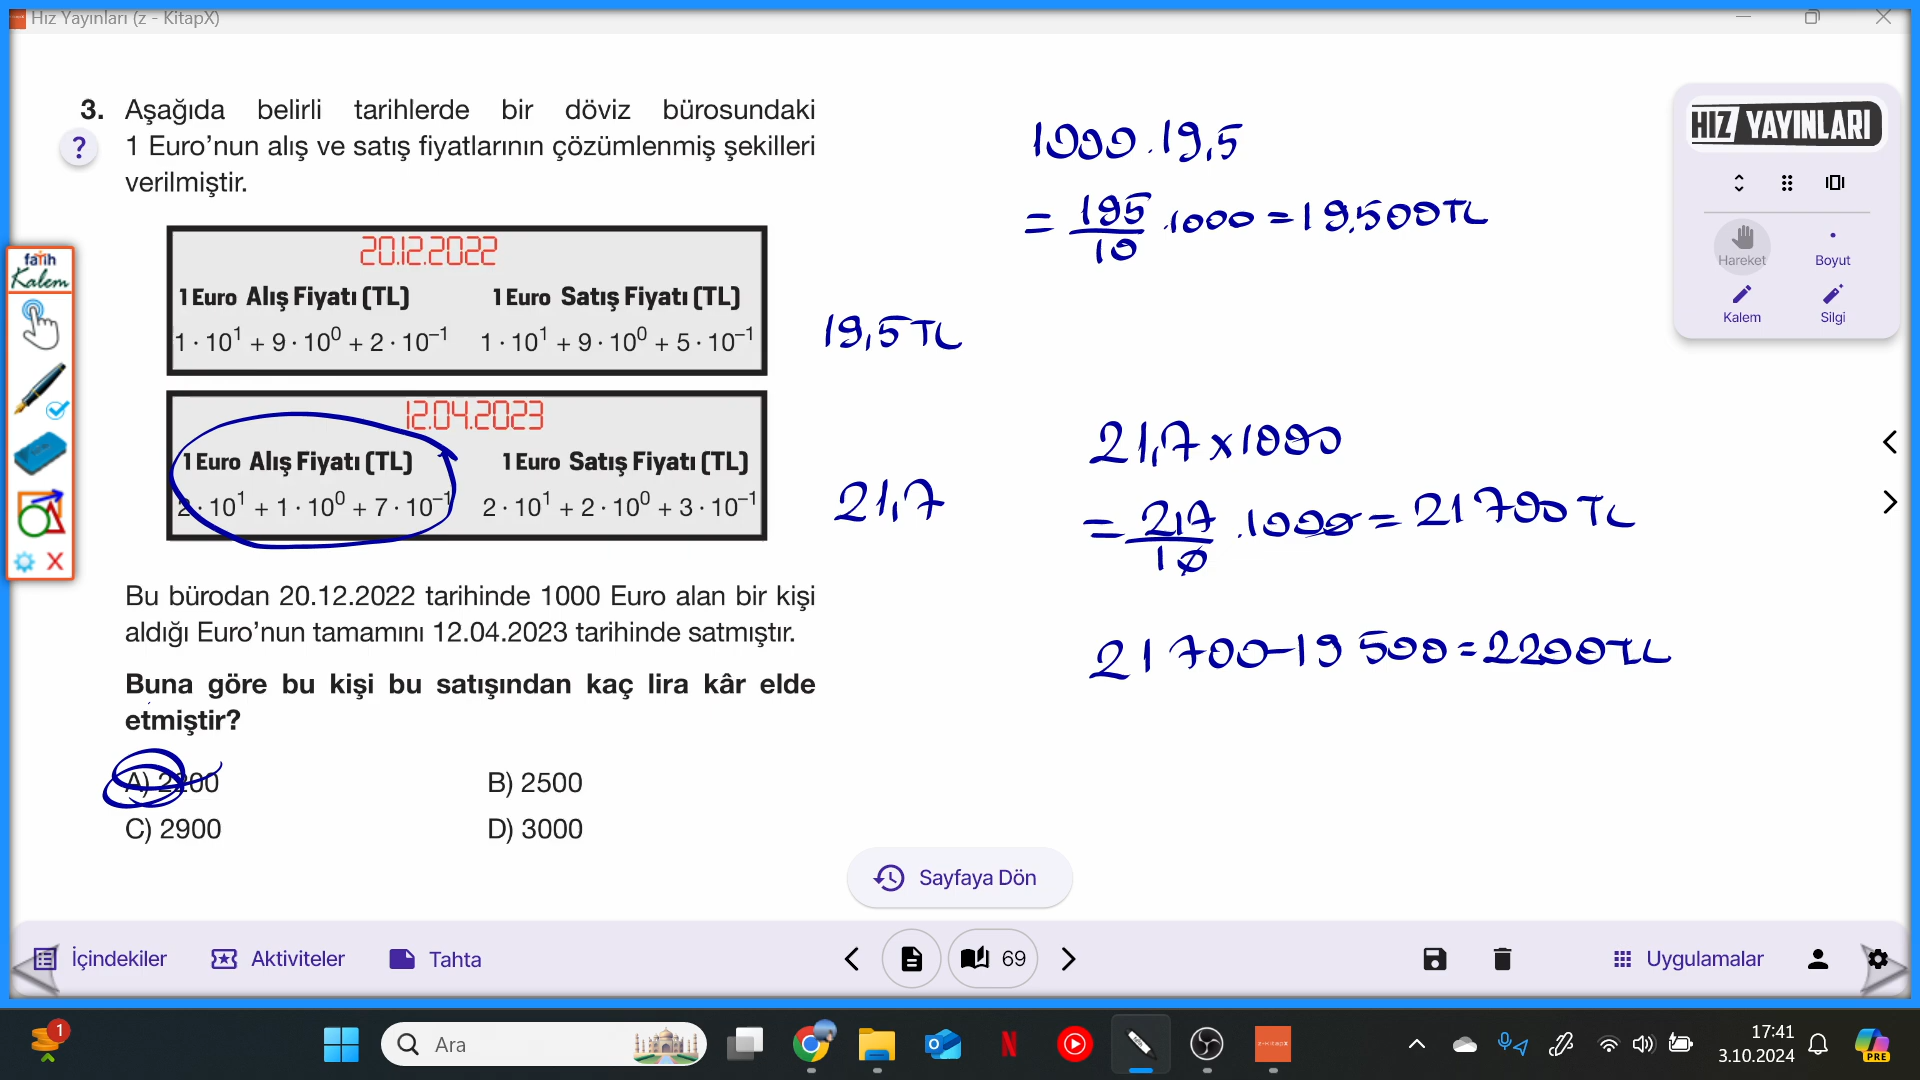 Hız Yayınları (z - KitapX)
3. Aşağıda belirli tarihlerde bir döviz bürosundaki
1 Euro'nun alış ve satış fiyatlarının çözümlenmiş şekilleri
verilmiştir.
?
20.12.2022
1 Euro Alış Fiyatı (TL) 1 Euro Satış Fiyatı (TL)
1 · 10¹ + 9 · 10⁰ + 2 · 10⁻¹ 1 · 10¹ + 9 · 10⁰ + 5 · 10⁻¹
12.04.2023
1 Euro Alış Fiyatı (TL) 1 Euro Satış Fiyatı (TL)
2 · 10¹ + 1 · 10⁰ + 7 · 10⁻¹ 2 · 10¹ + 2 · 10⁰ + 3 · 10⁻¹
Bu bürodan 20.12.2022 tarihinde 1000 Euro alan bir kişi
aldığı Euro'nun tamamını 12.04.2023 tarihinde satmıştır.
Buna göre bu kişi bu satışından kaç lira kâr elde
etmiştir?
A) 2200 B) 2500
C) 2900 D) 3000
19,5 TL
21,7
1000 . 19,5
= 195/10 . 1000 = 19.500 TL
21,7 x 1000
= 217/10 . 1000 = 21700 TL
21700 - 19500 = 2200 TL
fatih
Kalem
HIZ YAYINLARI
Hareket Boyut
Kalem Silgi
Sayfaya Dön
İçindekiler Aktiviteler Tahta 69 Uygulamalar
1
Ara
z-kitapX
17:41
3.10.2024
PRE